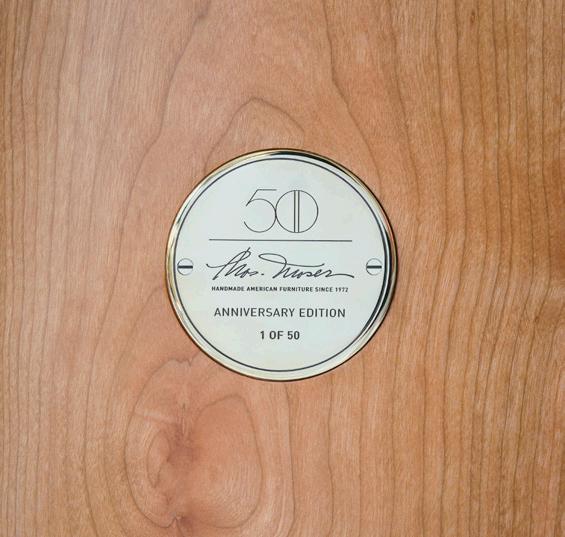 50
Thos. Moser
HANDMADE AMERICAN FURNITURE SINCE 1972
ANNIVERSARY EDITION
1 OF 50